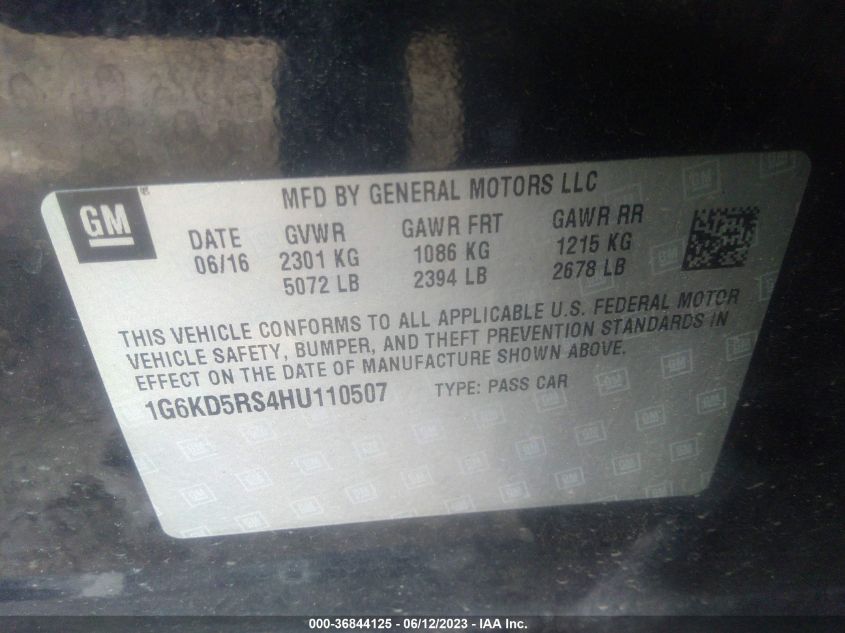 GM
MFD BY GENERAL MOTORS LLC
DATE GVWR GAWR FRT GAWR RR
06/16 2301 KG 1086 KG 1215 KG
5072 LB 2394 LB 2678 LB
THIS VEHICLE CONFORMS TO ALL APPLICABLE U.S. FEDERAL MOTOR
VEHICLE SAFETY, BUMPER, AND THEFT PREVENTION STANDARDS IN
EFFECT ON THE DATE OF MANUFACTURE SHOWN ABOVE.
1G6KD5RS4HU110507 TYPE: PASS CAR
000-36844125 - 06/12/2023 - IAA Inc.